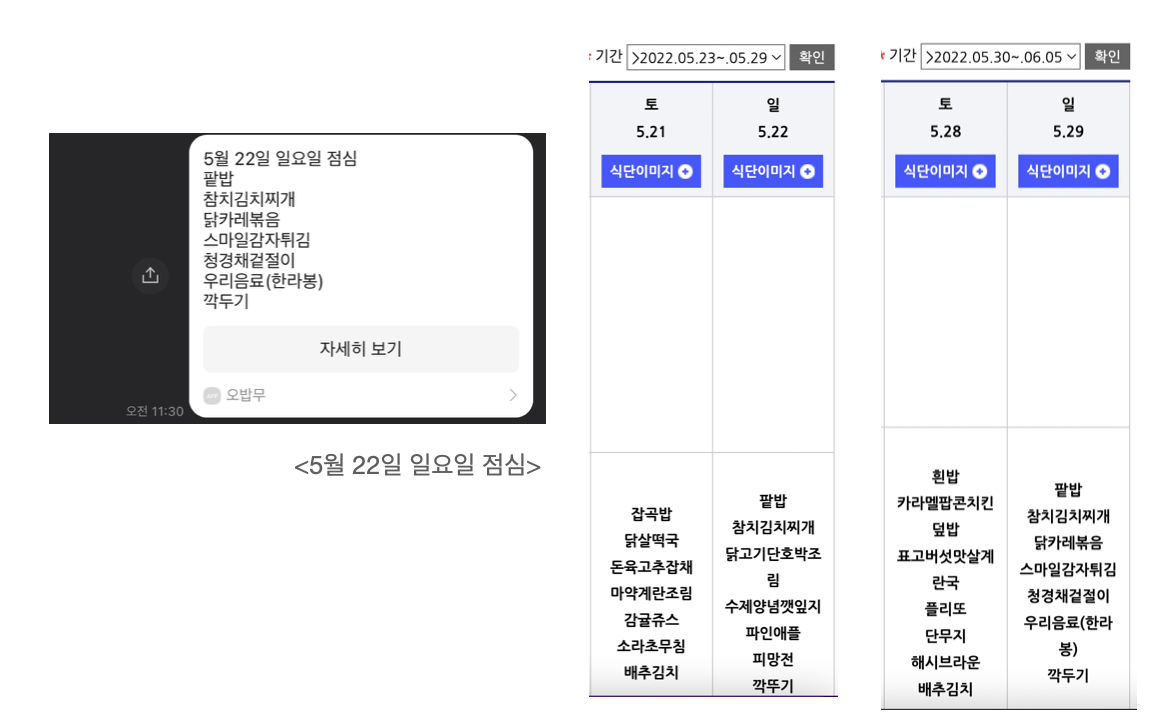 5월 22일 일요일 점심
팥밥
참치김치찌개
닭카레볶음
스마일감자튀김
청경채겉절이
우리음료(한라봉)
깍두기
자세히 보기
오밥무
오전 11:30
<5월 22일 일요일 점심>
* 기간 >2022.05.23~.05.29 확인
토
5.21
식단이미지
잡곡밥
닭살떡국
돈육고추잡채
마약계란조림
감귤쥬스
소라초무침
배추김치
일
5.22
식단이미지
팥밥
참치김치찌개
닭고기단호박조
림
수제양념깻잎지
파인애플
피망전
깍뚜기
* 기간 >2022.05.30~.06.05 확인
토
5.28
식단이미지
흰밥
카라멜팝콘치킨
덮밥
표고버섯맛살계
란국
플리또
단무지
해시브라운
배추김치
일
5.29
식단이미지
팥밥
참치김치찌개
닭카레볶음
스마일감자튀김
청경채겉절이
우리음료(한라
봉)
깍두기